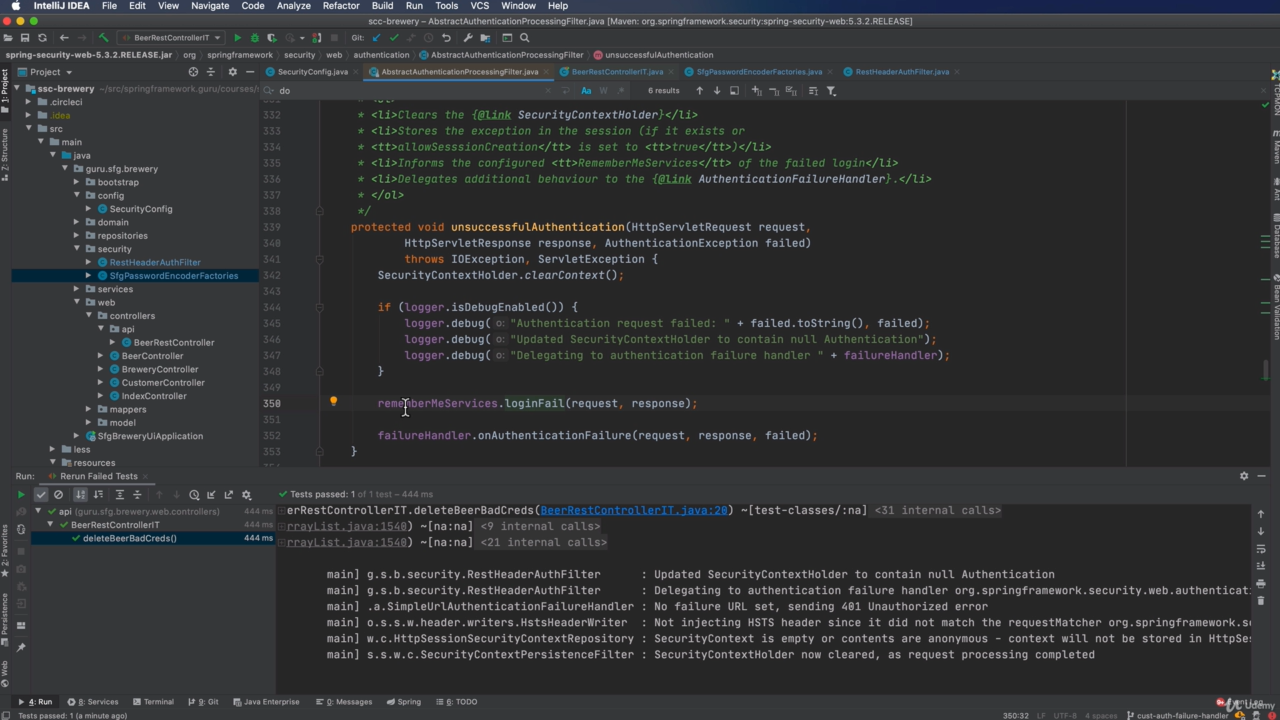 IntelliJ IDEA File Edit View Navigate Code Analyze Refactor Build Run Tools VCS Window Help
scc-brewery – AbstractAuthenticationProcessingFilter.java [Maven: org.springframework.security:spring-security-web:5.3.2.RELEASE]
BeerRestControllerIT Git:
spring-security-web-5.3.2.RELEASE.jar org springframework security web authentication AbstractAuthenticationProcessingFilter unsuccessfulAuthentication
Project SecurityConfig.java AbstractAuthenticationProcessingFilter.java BeerRestControllerIT.java SfgPasswordEncoderFactories.java RestHeaderAuthFilter.java
do Aa W 6 results
ssc-brewery ~/src/springframework.guru/courses/
.circleci
.idea
src
main
java
guru.sfg.brewery
bootstrap
config
SecurityConfig
domain
repositories
security
RestHeaderAuthFilter
SfgPasswordEncoderFactories
services
web
controllers
api
BeerRestController
BeerController
BreweryController
CustomerController
IndexController
mappers
model
SfgBreweryUiApplication
less
resources
332 * <li>Clears the {@link SecurityContextHolder}</li>
333 * <li>Stores the exception in the session (if it exists or
334 * <tt>allowSesssionCreation</tt> is set to <tt>true</tt>)</li>
335 * <li>Informs the configured <tt>RememberMeServices</tt> of the failed login</li>
336 * <li>Delegates additional behaviour to the {@link AuthenticationFailureHandler}.</li>
337 * </ol>
338 */
339 protected void unsuccessfulAuthentication(HttpServletRequest request,
340 HttpServletResponse response, AuthenticationException failed)
341 throws IOException, ServletException {
342 SecurityContextHolder.clearContext();
343
344 if (logger.isDebugEnabled()) {
345 logger.debug( o: "Authentication request failed: " + failed.toString(), failed);
346 logger.debug( o: "Updated SecurityContextHolder to contain null Authentication");
347 logger.debug( o: "Delegating to authentication failure handler " + failureHandler);
348 }
349
350 rememberMeServices.loginFail(request, response);
351
352 failureHandler.onAuthenticationFailure(request, response, failed);
353 }
Run: Rerun Failed Tests
Tests passed: 1 of 1 test – 444 ms
api (guru.sfg.brewery.web.controllers) 444 ms
BeerRestControllerIT 444 ms
deleteBeerBadCreds() 444 ms
erRestControllerIT.deleteBeerBadCreds(BeerRestControllerIT.java:28) ~[test-classes/:na] <31 internal calls>
rrayList.java:1540) ~[na:na] <9 internal calls>
rrayList.java:1540) ~[na:na] <21 internal calls>
main] g.s.b.security.RestHeaderAuthFilter : Updated SecurityContextHolder to contain null Authentication
main] g.s.b.security.RestHeaderAuthFilter : Delegating to authentication failure handler org.springframework.security.web.authenticati
main] .a.SimpleUrlAuthenticationFailureHandler : No failure URL set, sending 401 Unauthorized error
main] o.s.s.w.header.writers.HstsHeaderWriter : Not injecting HSTS header since it did not match the requestMatcher org.springframework.s
main] w.c.HttpSessionSecurityContextRepository : SecurityContext is empty or contents are anonymous - context will not be stored in HttpSes
main] s.s.w.c.SecurityContextPersistenceFilter : SecurityContextHolder now cleared, as request processing completed
4: Run 8: Services Terminal 9: Git Java Enterprise 0: Messages Spring 6: TODO
Tests passed: 1 (a minute ago) 350:32 LF UTF-8 4 spaces cust-auth-failure-handler
1: Project
7: Structure
2: Favorites
Persistence
Web
Maven
Ant
Database
Bean Validation
Udemy